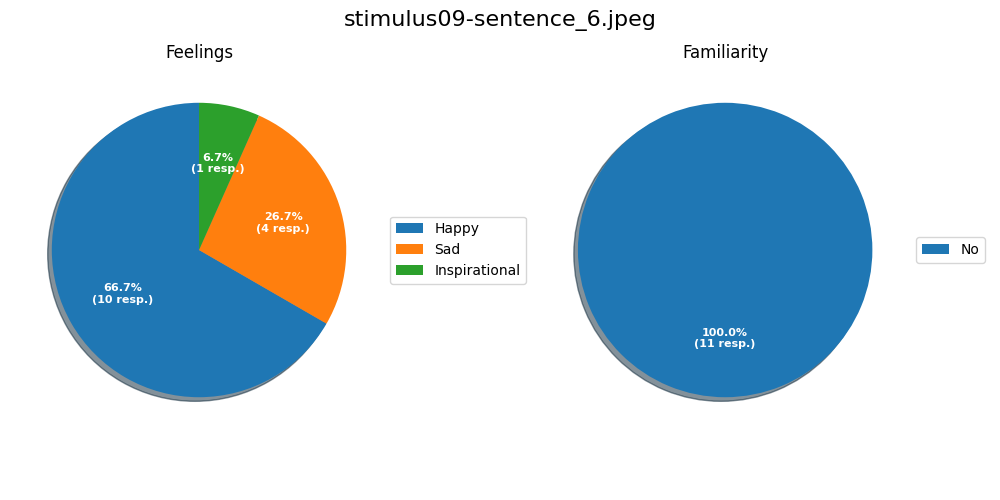 stimulus09-sentence_6.jpeg
Feelings
6.7%
(1 resp.)
26.7%
(4 resp.)
66.7%
(10 resp.)
Happy
Sad
Inspirational
Familiarity
100.0%
(11 resp.)
No